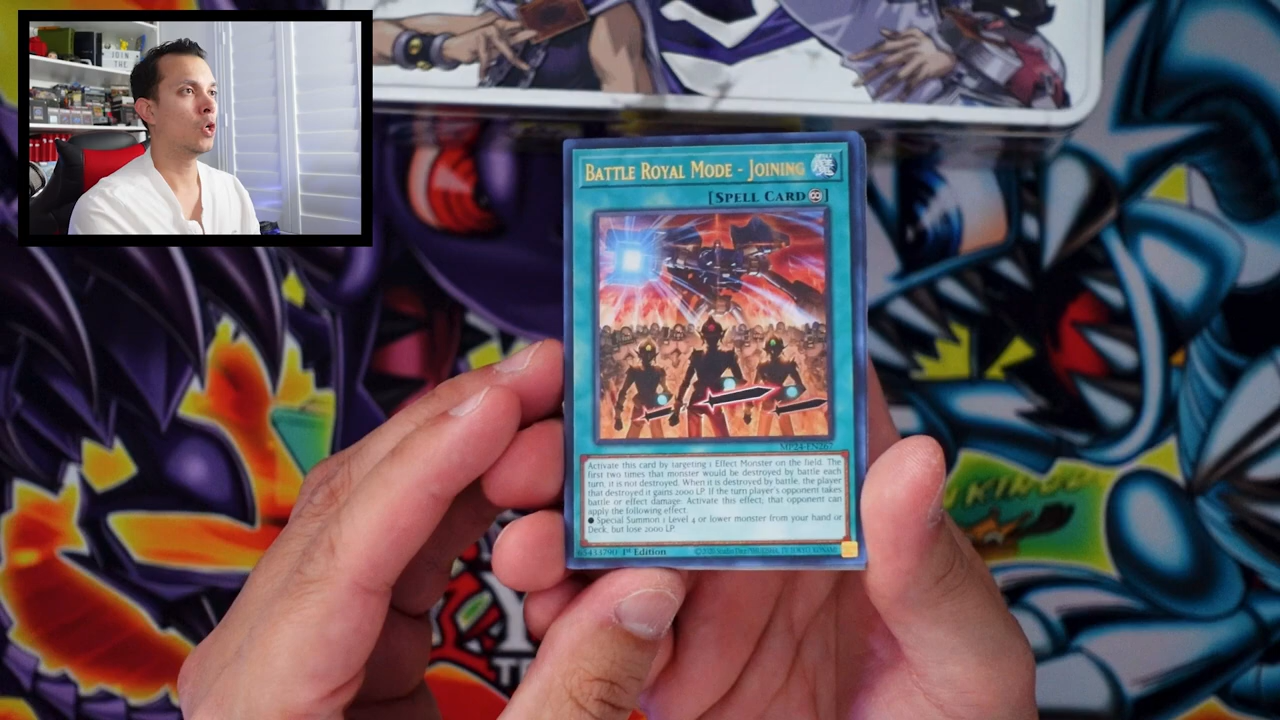 JOIN
THE
BATTLE ROYAL MODE - JOINING
[SPELL CARD
MP24-EN267
Activate this card by targeting 1 Effect Monster on the field. The
first two times that monster would be destroyed by battle each
turn, it is not destroyed. When it is destroyed by battle, the player
that destroyed it gains 2000 LP. If the turn player's opponent takes
battle or effect damage: Activate this effect; that opponent can
apply the following effect.
● Special Summon 1 Level 4 or lower monster from your hand or
Deck, but lose 2000 LP.
1st Edition